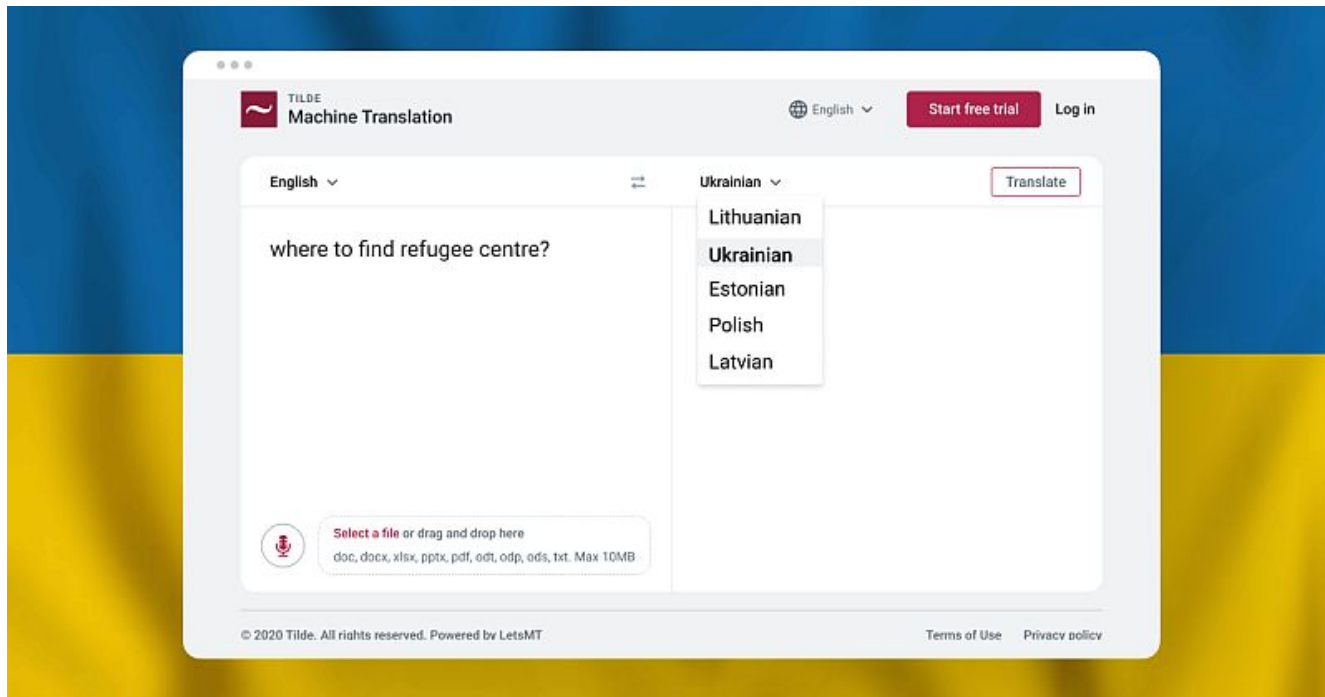 TILDE
Machine Translation
English
Start free trial
Log in
English
Ukrainian
Translate
where to find refugee centre?
Lithuanian
Ukrainian
Estonian
Polish
Latvian
Select a file or drag and drop here
doc, docx, xlsx, pptx, pdf, odt, odp, ods, txt. Max 10MB
© 2020 Tilde. All rights reserved. Powered by LetsMT
Terms of Use
Privacy policy